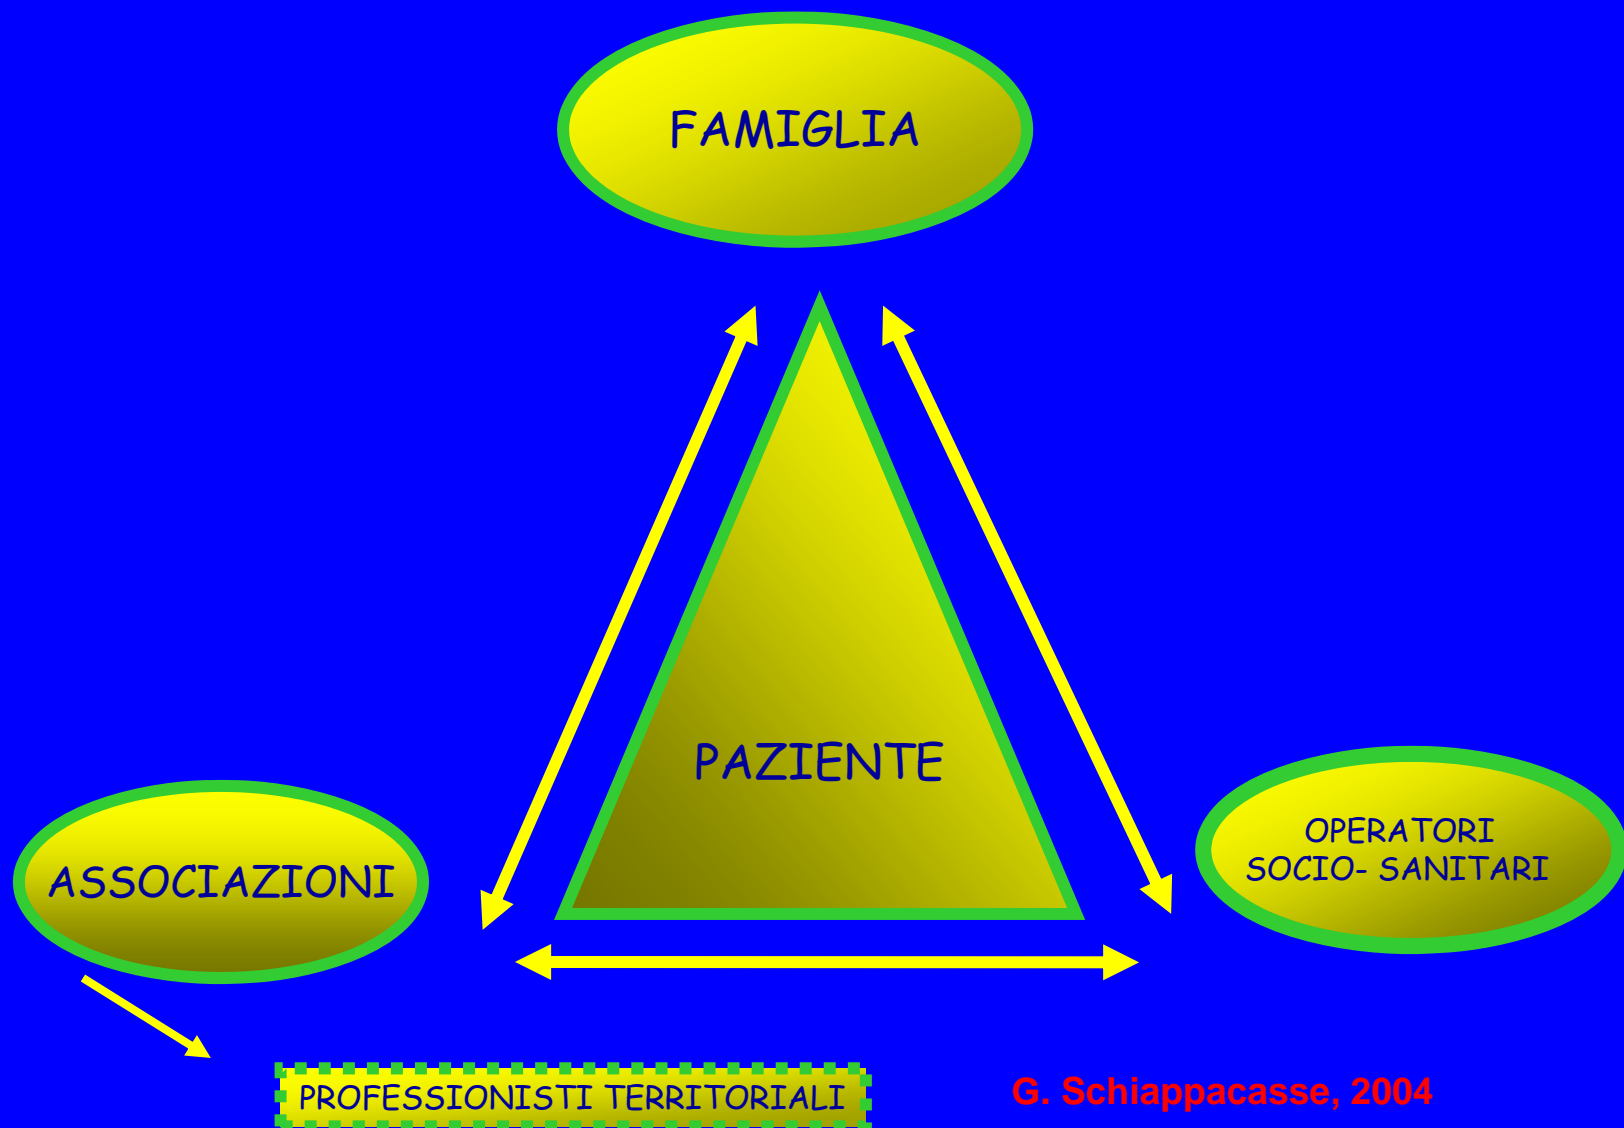 FAMIGLIA
PAZIENTE
ASSOCIAZIONI
OPERATORI
SOCIO- SANITARI
PROFESSIONISTI TERRITORIALI
G. Schiappacasse, 2004